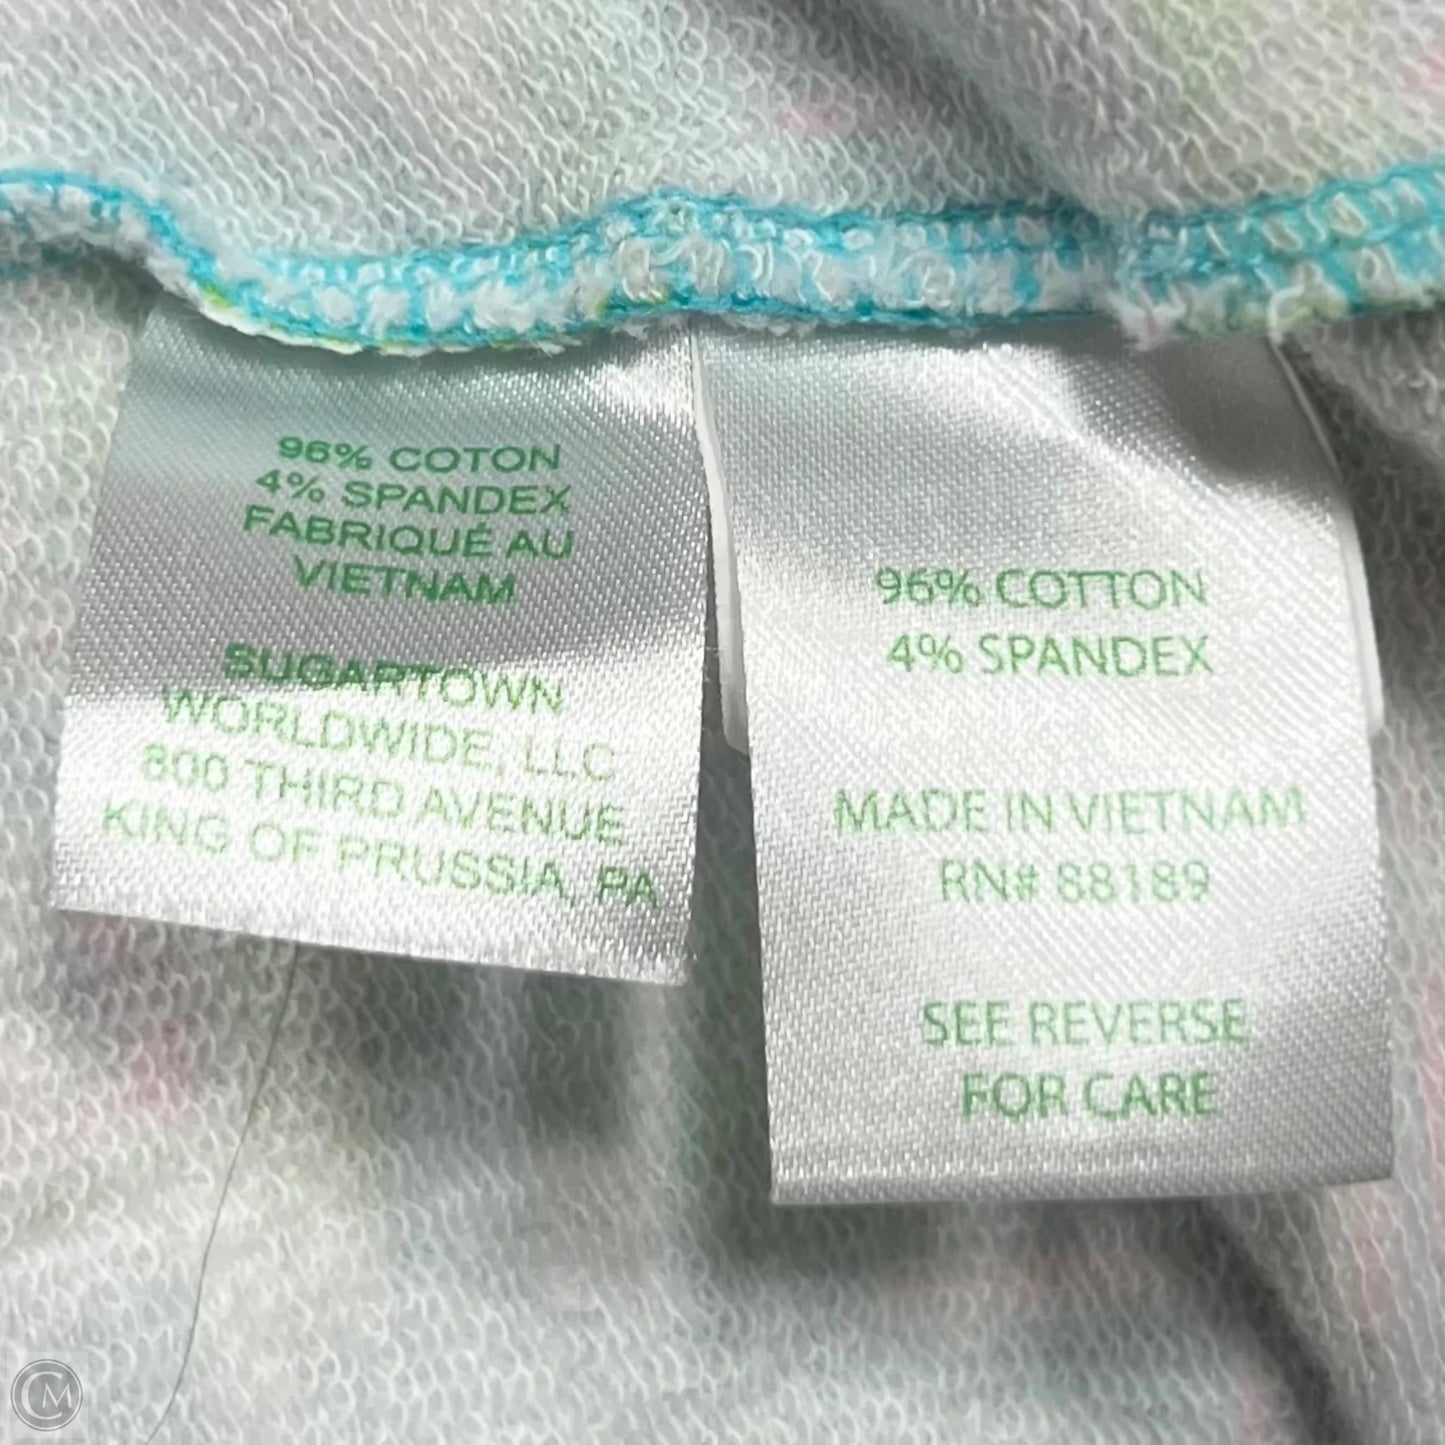 96% COTON
4% SPANDEX
FABRIQUÉ AU
VIETNAM
SUGARTOWN
WORLDWIDE, LLC
800 THIRD AVENUE
KING OF PRUSSIA, PA
96% COTTON
4% SPANDEX
MADE IN VIETNAM
RN# 88189
SEE REVERSE
FOR CARE
CM